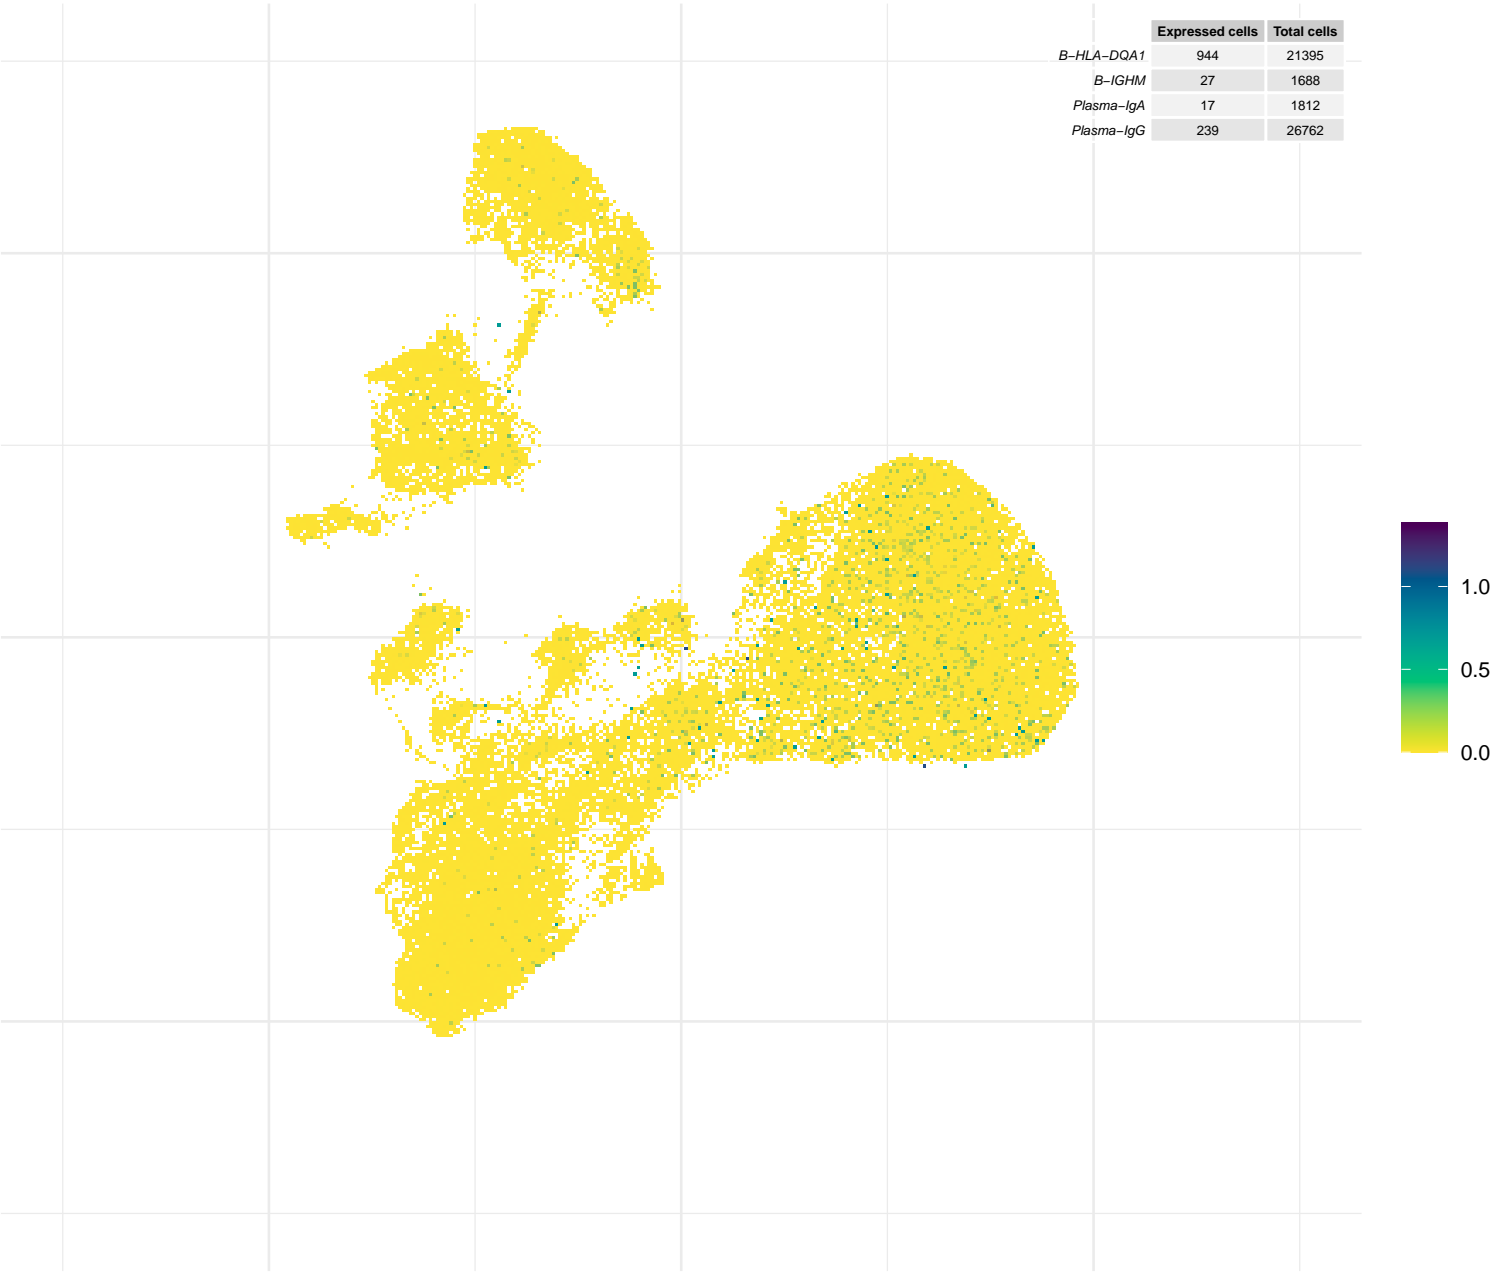 Expressed cells Total cells
B−HLA−DQA1 944 21395
B−IGHM 27 1688
Plasma−IgA 17 1812
Plasma−IgG 239 26762
1.0
0.5
0.0